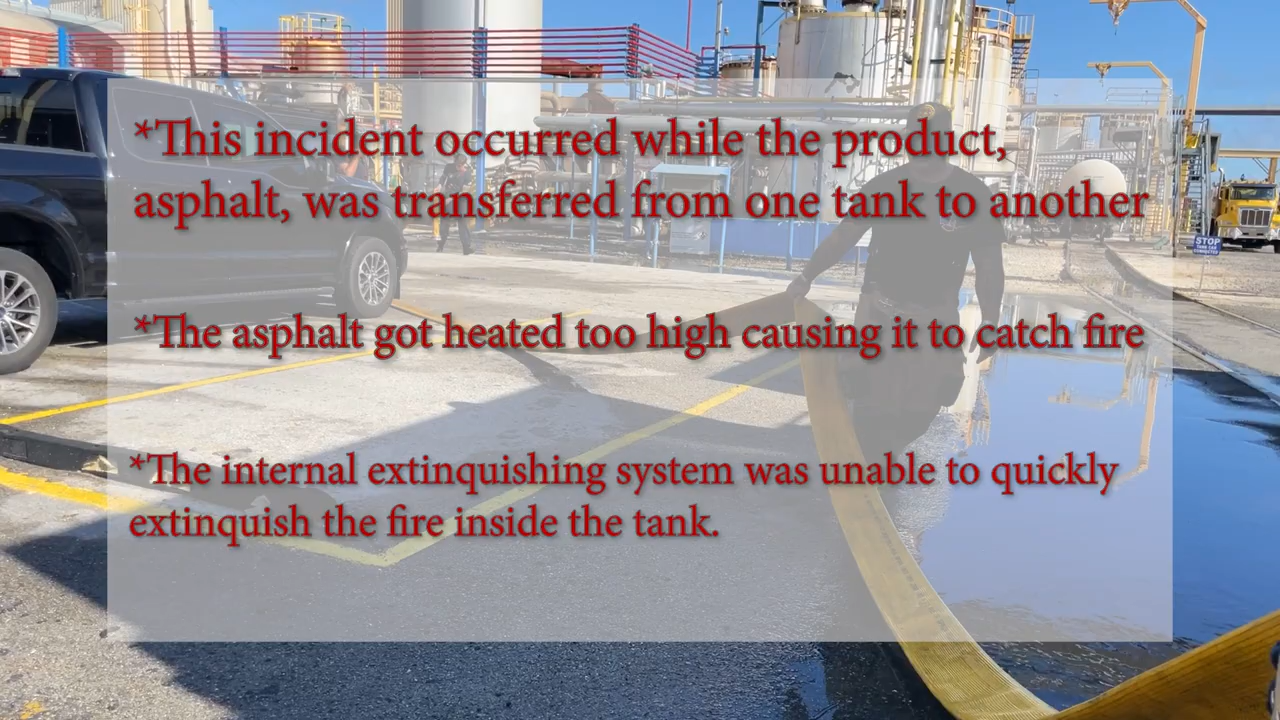 *This incident occurred while the product,
asphalt, was transferred from one tank to another
*The asphalt got heated too high causing it to catch fire
*The internal extinquishing system was unable to quickly
extinquish the fire inside the tank.
STOP